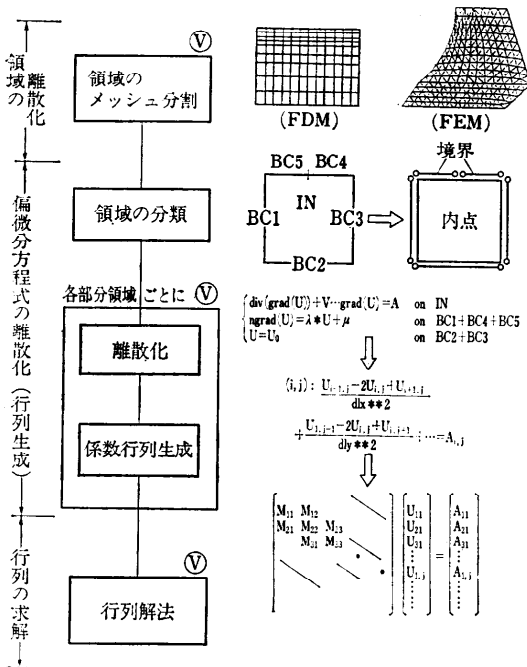 領域の
離散化
Ⓥ
領域の
メッシュ分割
(FDM)
(FEM)
偏微分方程式の離散化(行列生成)
領域の分類
BC5 BC4
IN
BC1
BC3
BC2
境界
内点
各部分領域 ごとに Ⓥ
離散化
係数行列生成
div(grad(U))+V…grad(U)=A on IN
ngrad(U)=λ*U+μ on BC1+BC4+BC5
U=U₀ on BC2+BC3
(i,j): U_{i-1,j}-2U_{i,j}+U_{i+1,j}
dlx**2
+ U_{i,j-1}-2U_{i,j}+U_{i,j+1} ; …=A_{i,j}
dly**2
行列の求解
Ⓥ
行列解法
M₁₁ M₁₂ U₁₁ A₁₁
M₂₁ M₂₂ M₂₃ U₂₁ = A₂₁
M₃₁ M₃₃ U₃₁ A₃₁
U_{i,j} A_{i,j}